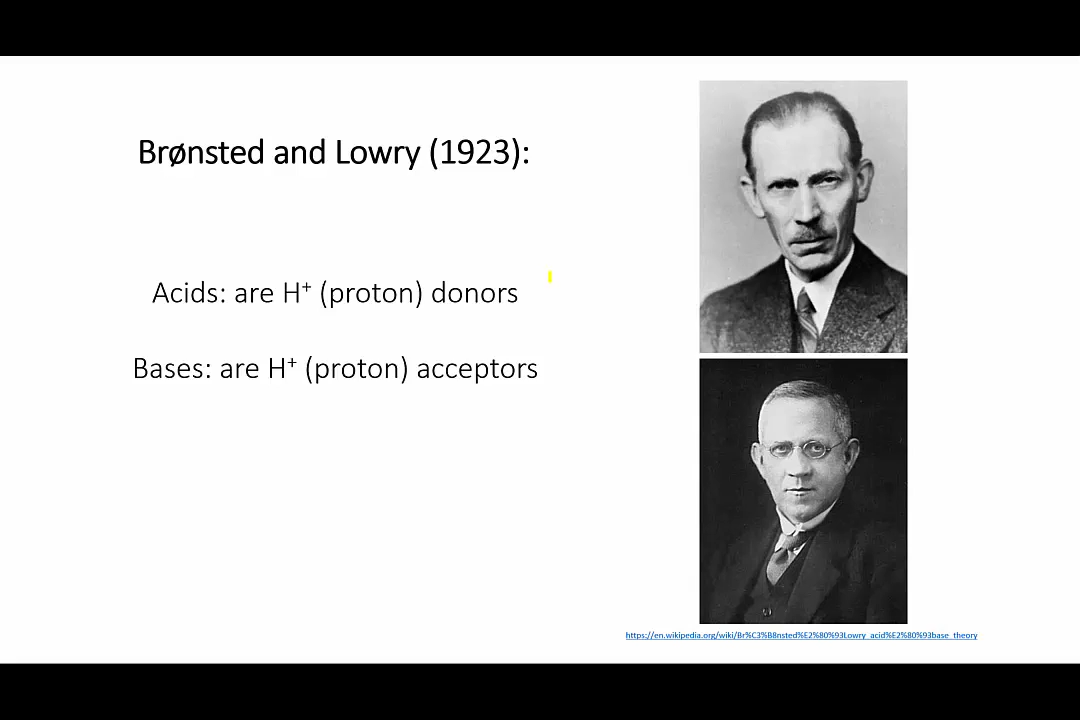 Brønsted and Lowry (1923):
Acids: are H⁺ (proton) donors
Bases: are H⁺ (proton) acceptors
https://en.wikipedia.org/wiki/Br%C3%B8nsted%E2%80%93Lowry_acid%E2%80%93base_theory